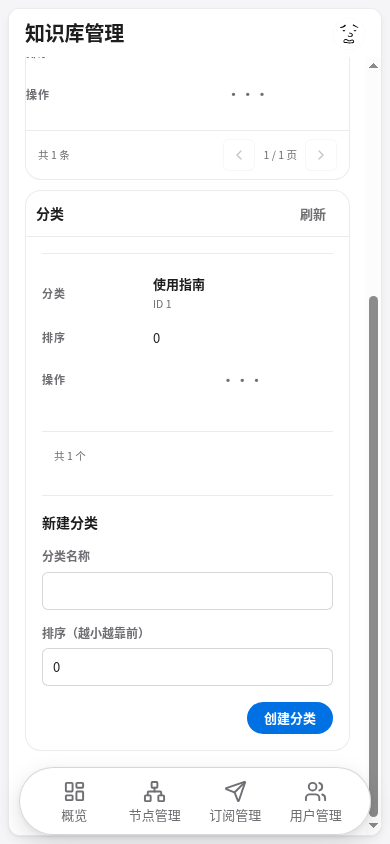 知识库管理
操作
· · ·
共 1 条
1 / 1 页
分类
刷新
分类
使用指南
ID 1
排序
0
操作
· · ·
共 1 个
新建分类
分类名称
排序（越小越靠前）
0
创建分类
概览
节点管理
订阅管理
用户管理